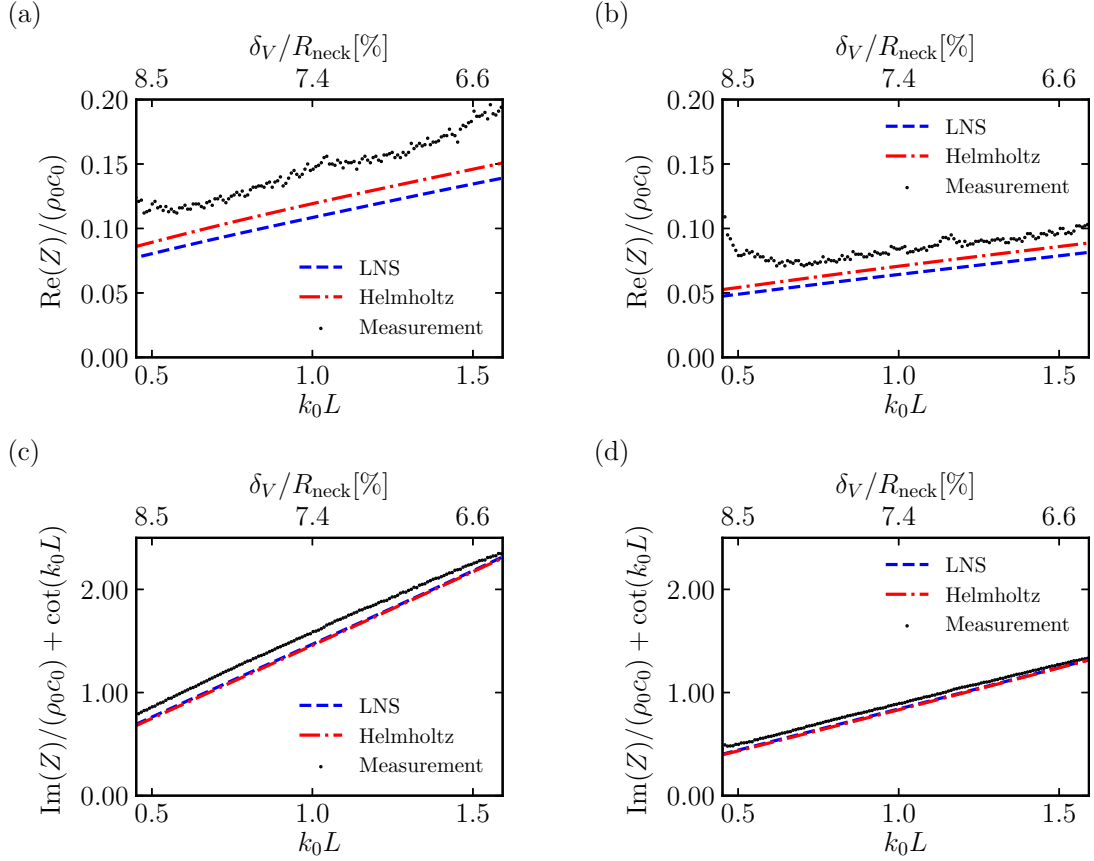 (a)
δ_V/R_neck[%]
8.5 7.4 6.6
0.20
0.15
0.10
0.05
0.00
Re(Z)/(ρ₀c₀)
LNS
Helmholtz
Measurement
0.5 1.0 1.5
k₀L
(b)
δ_V/R_neck[%]
8.5 7.4 6.6
0.20
0.15
0.10
0.05
0.00
Re(Z)/(ρ₀c₀)
LNS
Helmholtz
Measurement
0.5 1.0 1.5
k₀L
(c)
δ_V/R_neck[%]
8.5 7.4 6.6
2.00
1.00
0.00
Im(Z)/(ρ₀c₀) + cot(k₀L)
LNS
Helmholtz
Measurement
0.5 1.0 1.5
k₀L
(d)
δ_V/R_neck[%]
8.5 7.4 6.6
2.00
1.00
0.00
Im(Z)/(ρ₀c₀) + cot(k₀L)
LNS
Helmholtz
Measurement
0.5 1.0 1.5
k₀L